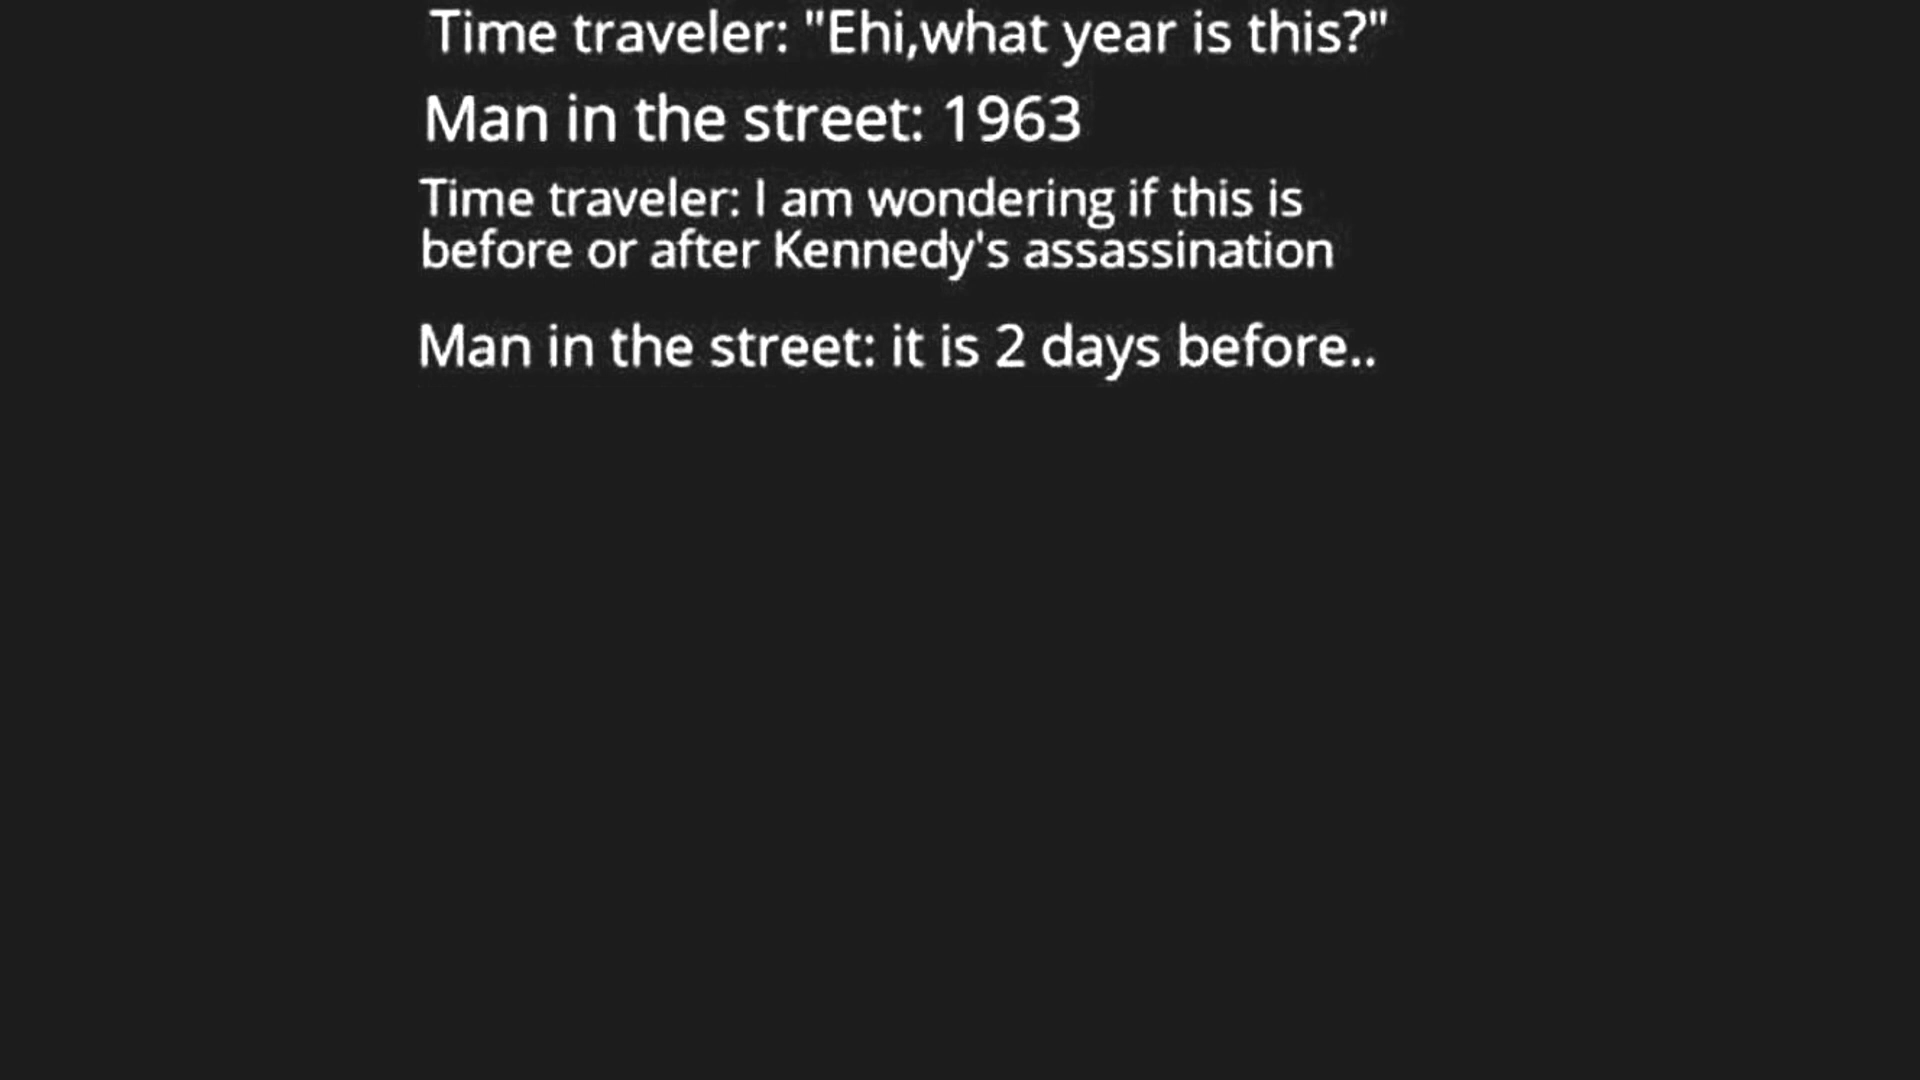 Time traveler: "Ehi,what year is this?"
Man in the street: 1963
Time traveler: I am wondering if this is
before or after Kennedy's assassination
Man in the street: it is 2 days before..